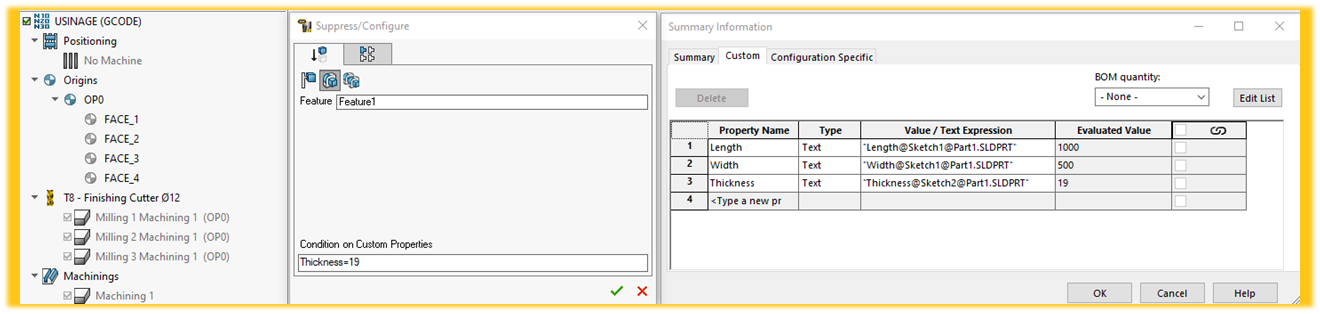 USINAGE (GCODE)
Positioning
No Machine
Origins
OP0
FACE_1
FACE_2
FACE_3
FACE_4
T8 - Finishing Cutter Ø12
Milling 1 Machining 1 (OP0)
Milling 2 Machining 1 (OP0)
Milling 3 Machining 1 (OP0)
Machinings
Machining 1
Suppress/Configure
Feature Feature1
Condition on Custom Properties
Thickness=19
Summary Information
Summary Custom Configuration Specific
BOM quantity:
Delete - None - Edit List
Property Name Type Value / Text Expression Evaluated Value
1 Length Text "Length@Sketch1@Part1.SLDPRT" 1000
2 Width Text "Width@Sketch1@Part1.SLDPRT" 500
3 Thickness Text "Thickness@Sketch2@Part1.SLDPRT" 19
4 <Type a new pr
OK Cancel Help